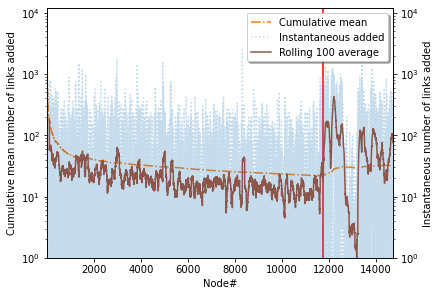 Cumulative mean
Instantaneous added
Rolling 100 average
Cumulative mean number of links added
Instantaneous number of links added
10⁴
10³
10²
10¹
10⁰
10⁴
10³
10²
10¹
10⁰
2000 4000 6000 8000 10000 12000 14000
Node#